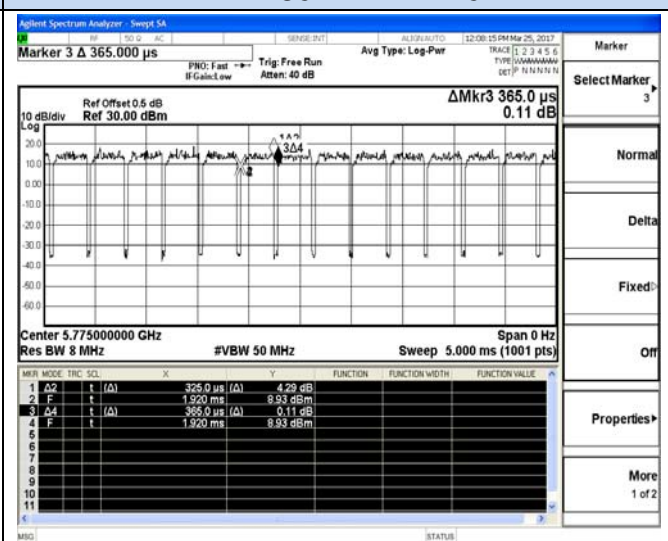 Agilent Spectrum Analyzer - Swept SA
RF 50 Ω AC SENSE:INT ALIGN AUTO 12:08:15 PM Mar 25, 2017
Marker 3 Δ 365.000 µs
PNO: Fast
IFGain:Low
Trig: Free Run
Atten: 40 dB
Avg Type: Log-Pwr
TRACE 1 2 3 4 5 6
TYPE
DET P N N N N N
ΔMkr3 365.0 µs
0.11 dB
Ref Offset 0.5 dB
10 dB/div Ref 30.00 dBm
Log
20.0
10.0
0.00
-10.0
-20.0
-30.0
-40.0
-50.0
-60.0
3Δ4
Center 5.775000000 GHz Span 0 Hz
Res BW 8 MHz #VBW 50 MHz Sweep 5.000 ms (1001 pts)
MKR MODE TRC SCL X Y FUNCTION FUNCTION WIDTH FUNCTION VALUE
1 Δ2 t (Δ) 325.0 µs (Δ) 4.29 dB
2 F t 1.920 ms 8.93 dBm
3 Δ4 t (Δ) 365.0 µs (Δ) 0.11 dB
4 F t 1.920 ms 8.93 dBm
5
6
7
8
9
10
11
MSG STATUS
Marker
Select Marker
3
Normal
Delta
Fixed
Off
Properties
More
1 of 2